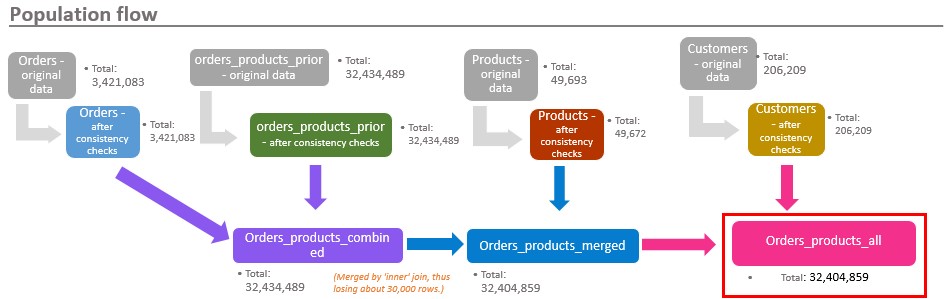 Population flow
Orders -
original
data
• Total:
3,421,083
orders_products_prior
- original data
• Total:
32,434,489
Products -
original
data
• Total:
49,693
Customers
- original
data
• Total:
206,209
Orders -
after
consistency
checks
• Total:
3,421,083
orders_products_prior
- after consistency checks
• Total:
32,434,489
Products -
after
consistency
checks
• Total:
49,672
Customers
- after
consistency
checks
• Total:
206,209
Orders_products_combin
ed
Orders_products_merged
Orders_products_all
• Total:
32,434,489
(Merged by 'inner' join, thus
losing about 30,000 rows.)
• Total:
32,404,859
• Total: 32,404,859